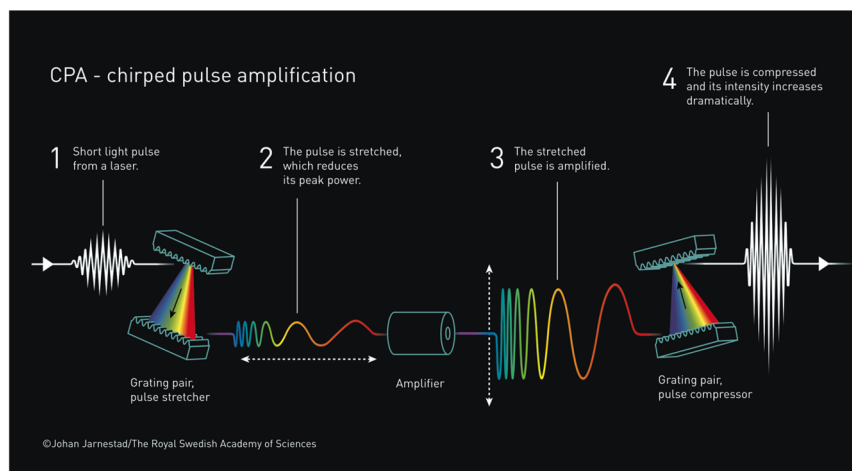 CPA - chirped pulse amplification
1 Short light pulse
from a laser.
2 The pulse is stretched,
which reduces
its peak power.
3 The stretched
pulse is amplified.
4 The pulse is compressed
and its intensity increases
dramatically.
Grating pair,
pulse stretcher
Amplifier
Grating pair,
pulse compressor
©Johan Jarnestad/The Royal Swedish Academy of Sciences